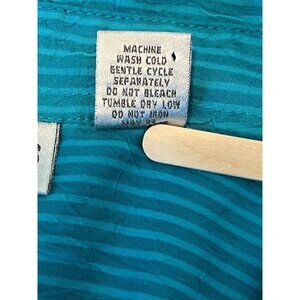 MACHINE
WASH COLD
GENTLE CYCLE
SEPARATELY
DO NOT BLEACH
TUMBLE DRY LOW
DO NOT IRON